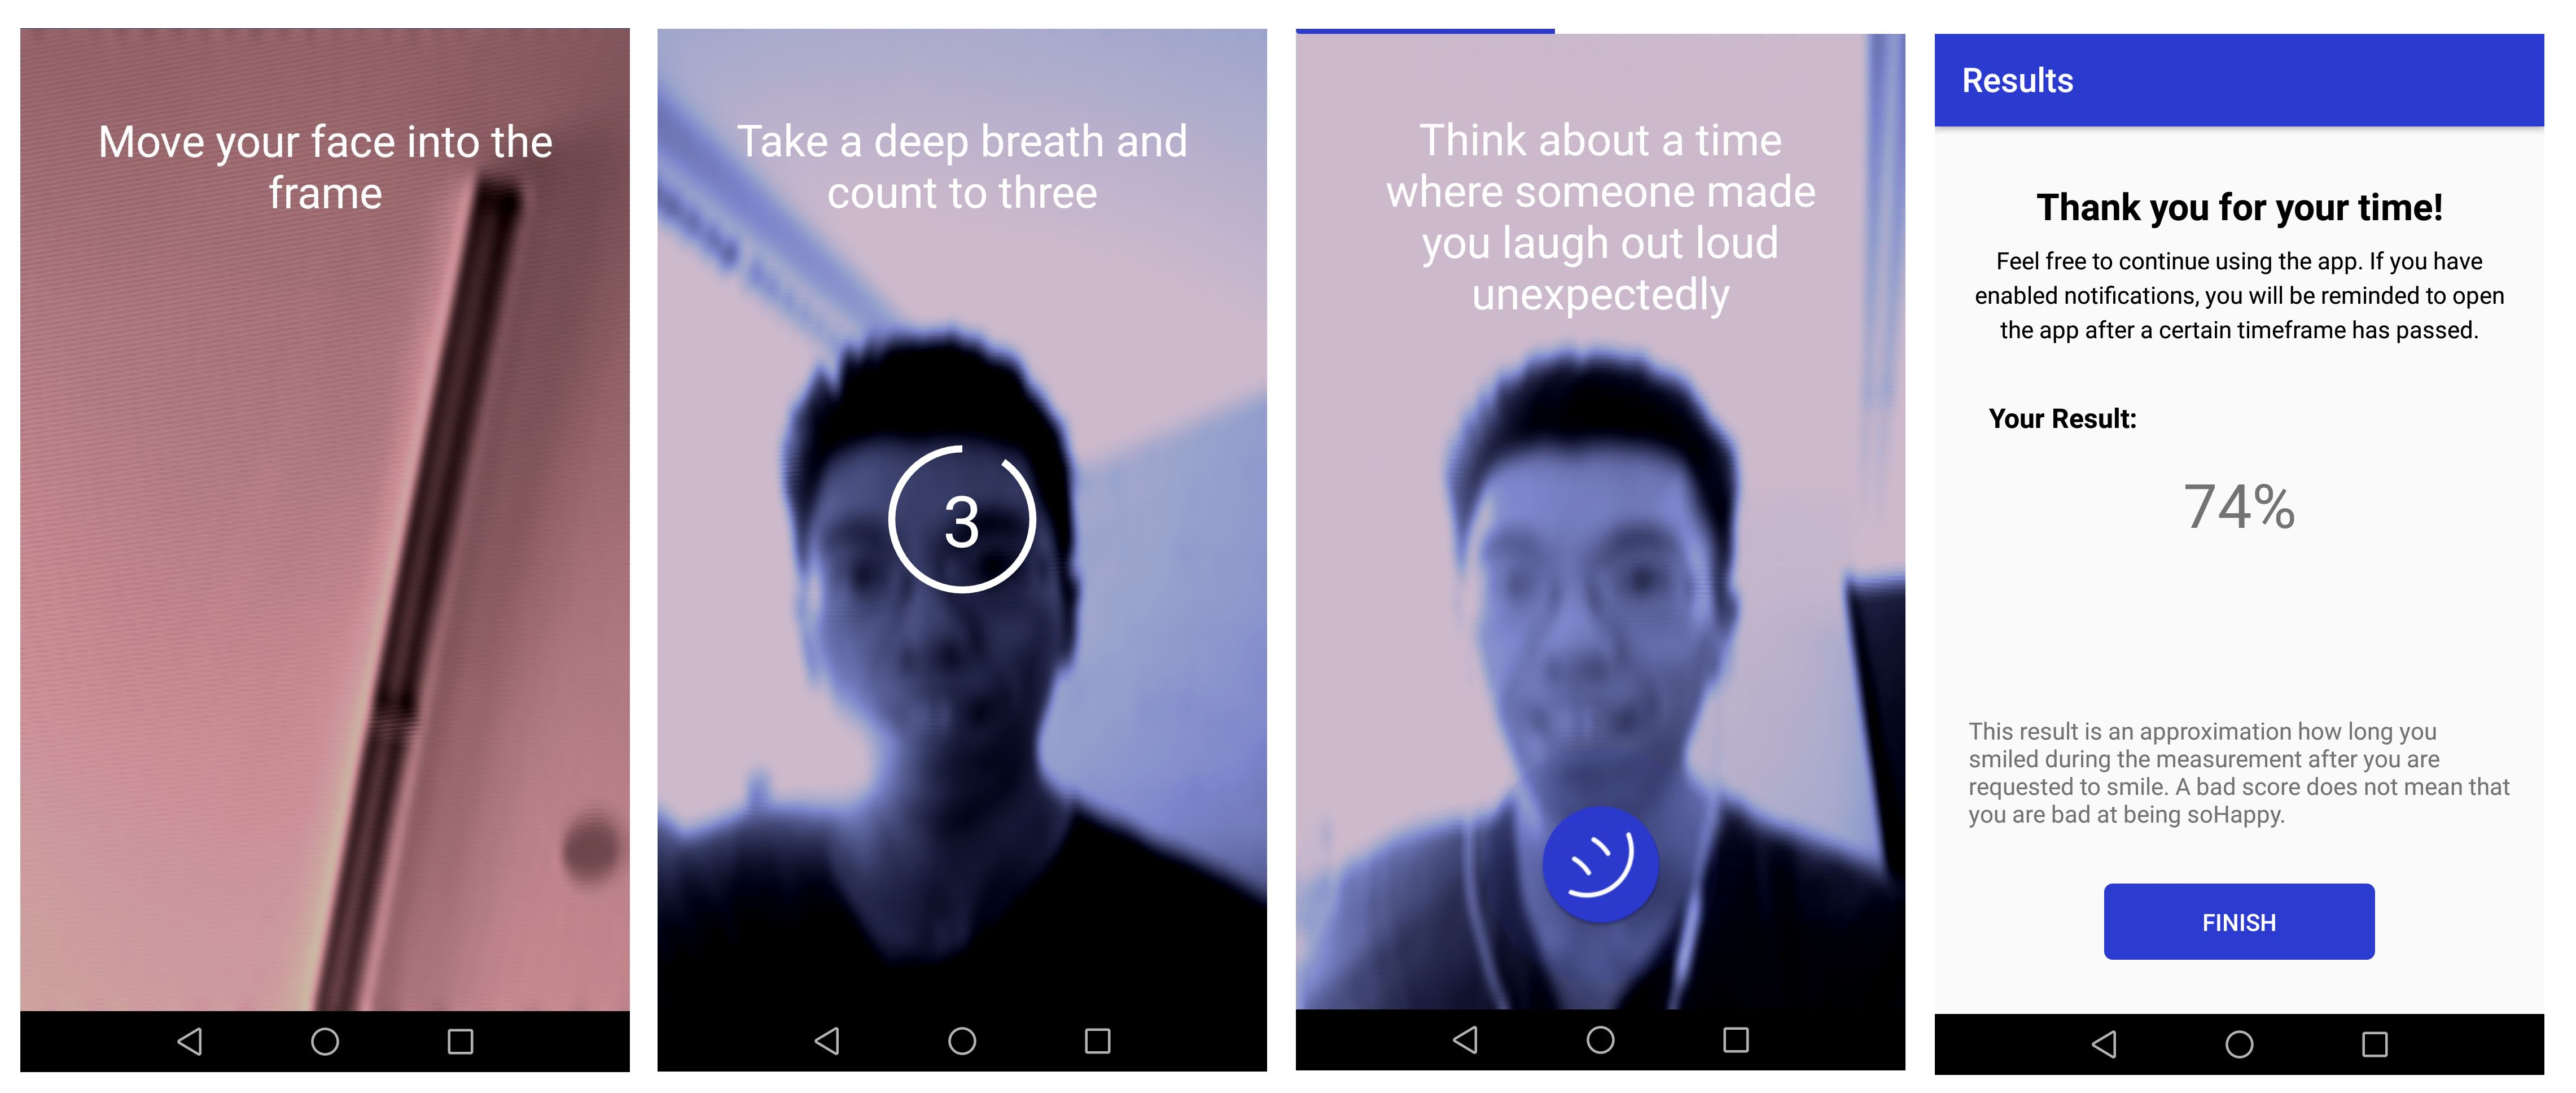 Move your face into the
frame
Take a deep breath and
count to three
3
Think about a time
where someone made
you laugh out loud
unexpectedly
Results
Thank you for your time!
Feel free to continue using the app. If you have
enabled notifications, you will be reminded to open
the app after a certain timeframe has passed.
Your Result:
74%
This result is an approximation how long you
smiled during the measurement after you are
requested to smile. A bad score does not mean that
you are bad at being soHappy.
FINISH